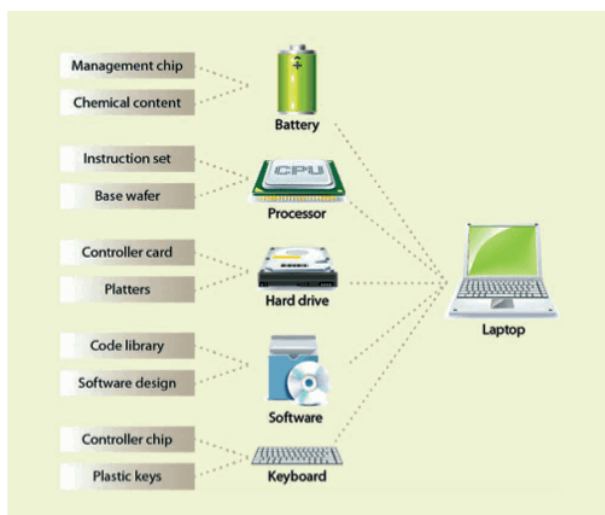 Management chip
Chemical content
Battery
Instruction set
CPU
Base wafer
Processor
Controller card
Platters
Hard drive
Laptop
Code library
Software design
Software
Controller chip
Plastic keys
Keyboard